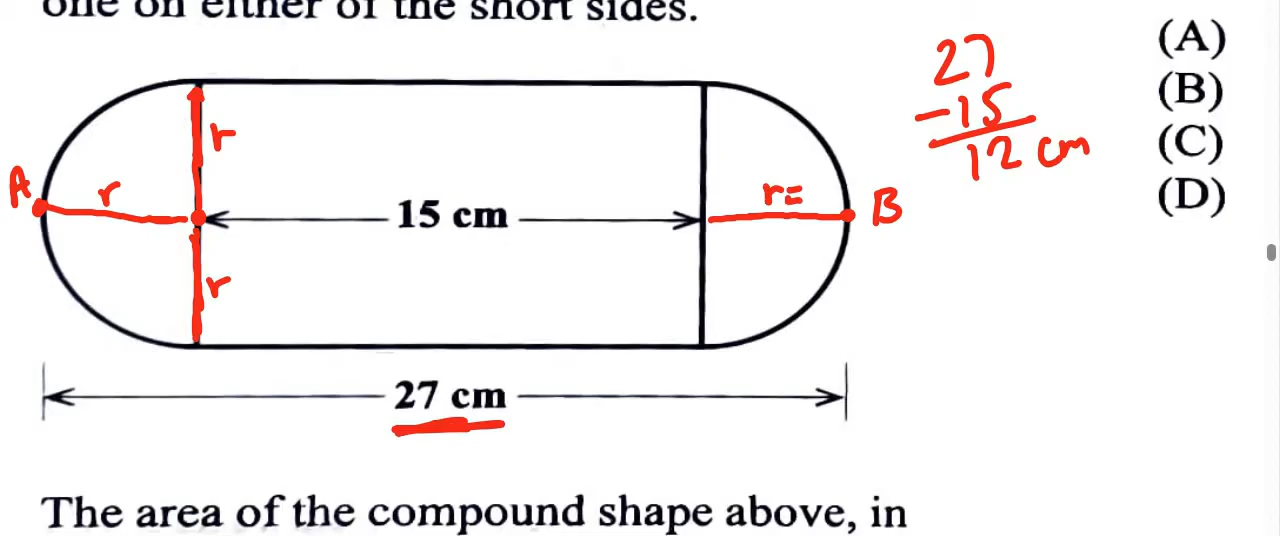 one on either of the short sides.
(A)
27
(B)
-15
r
12 cm
(C)
A
r
15 cm
r=
B
(D)
r
27 cm
The area of the compound shape above, in